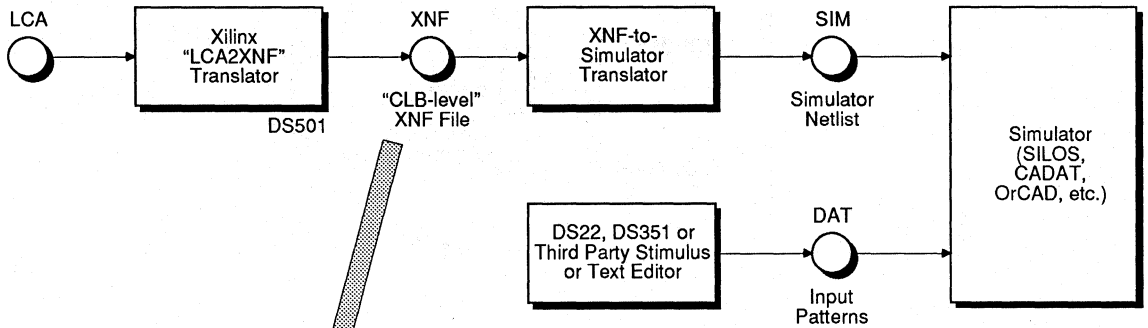 LCA
Xilinx
“LCA2XNF”
Translator
DS501
XNF
“CLB-level”
XNF File
XNF-to-
Simulator
Translator
SIM
Simulator
Netlist
Simulator
(SILOS,
CADAT,
OrCAD, etc.)
DS22, DS351 or
Third Party Stimulus
or Text Editor
DAT
Input
Patterns